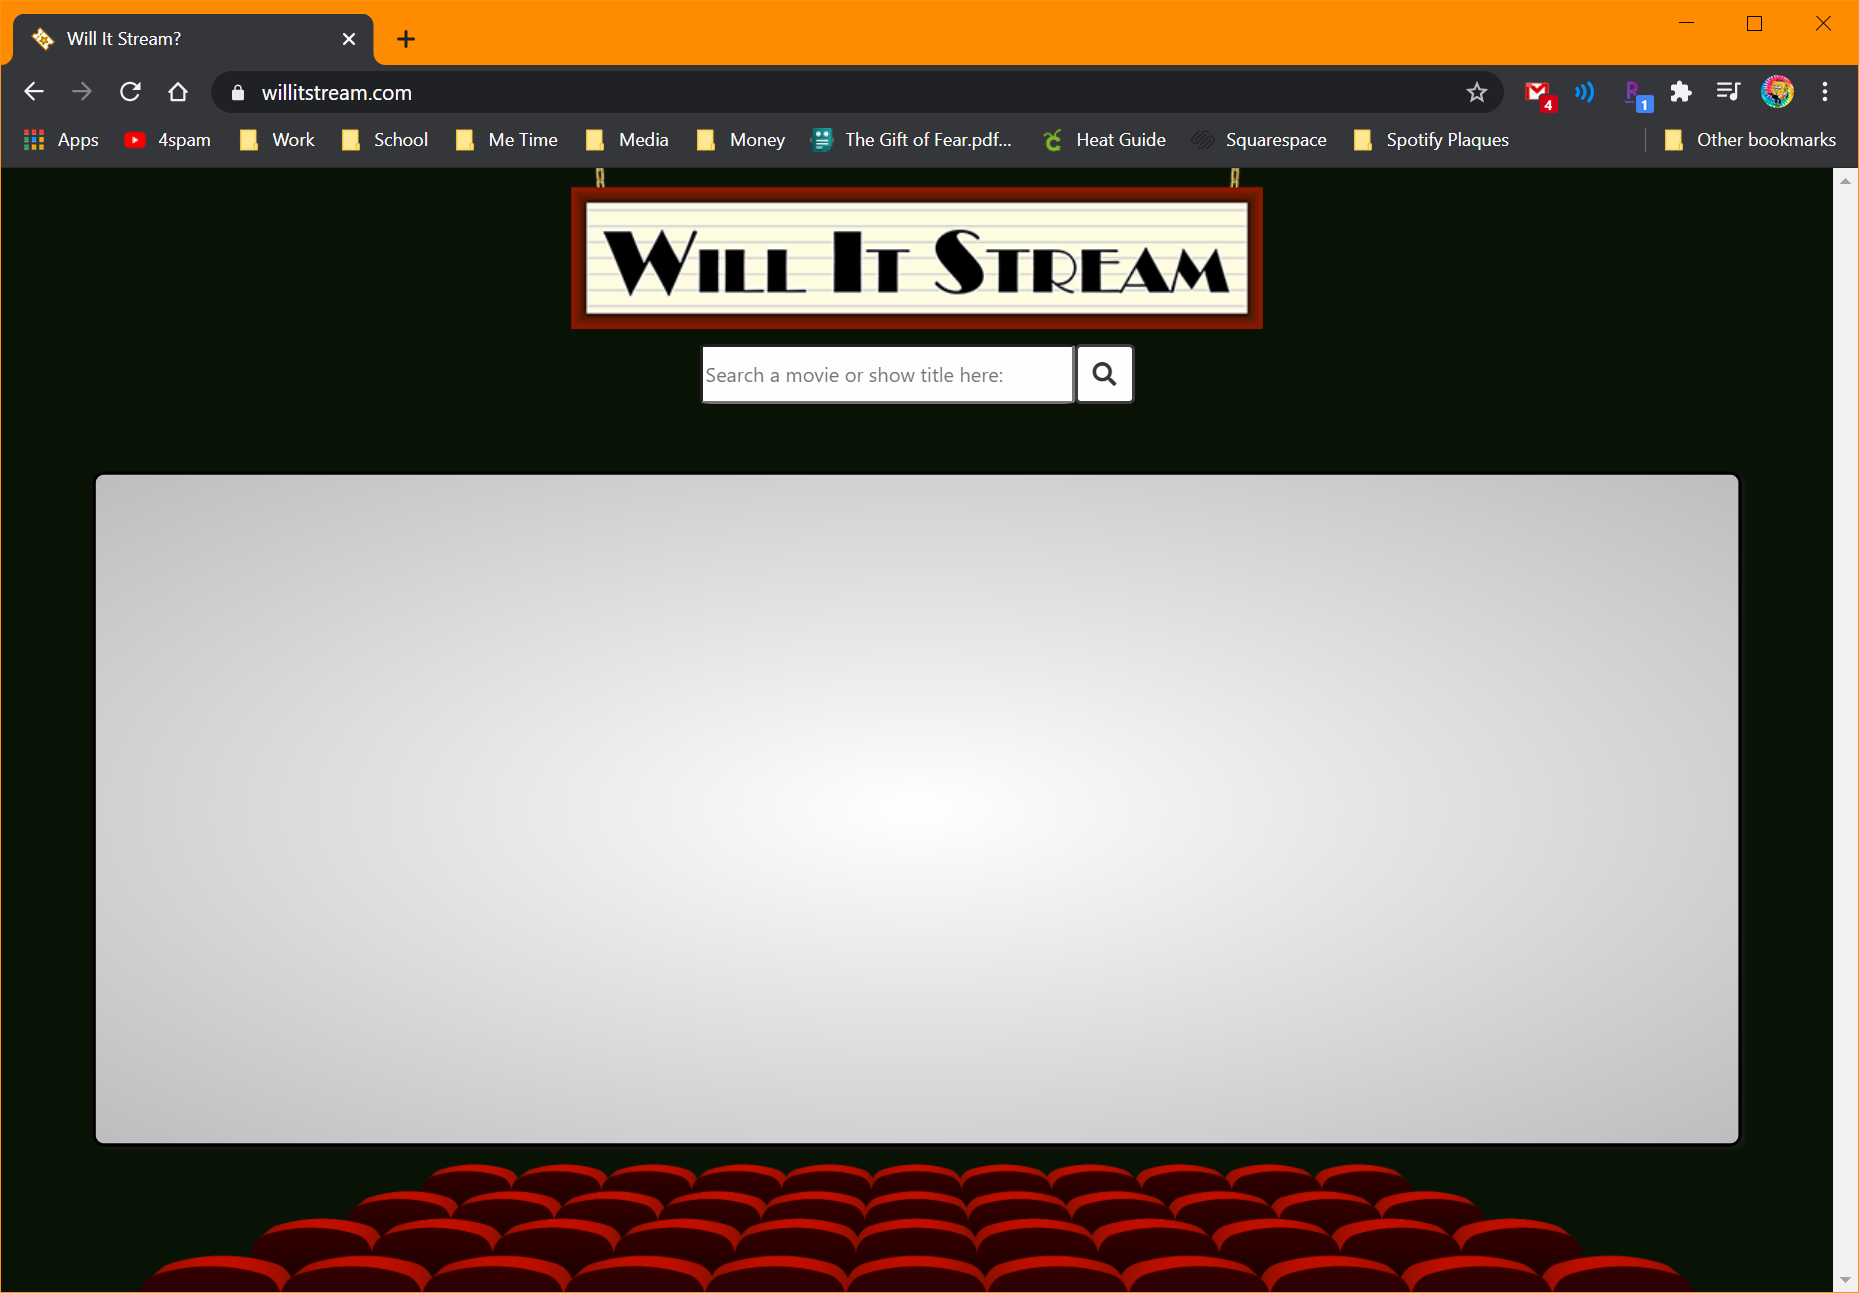 Will It Stream?
willitstream.com
4
1
Apps 4spam Work School Me Time Media Money The Gift of Fear.pdf... Heat Guide Squarespace Spotify Plaques Other bookmarks
WILL IT STREAM
Search a movie or show title here: